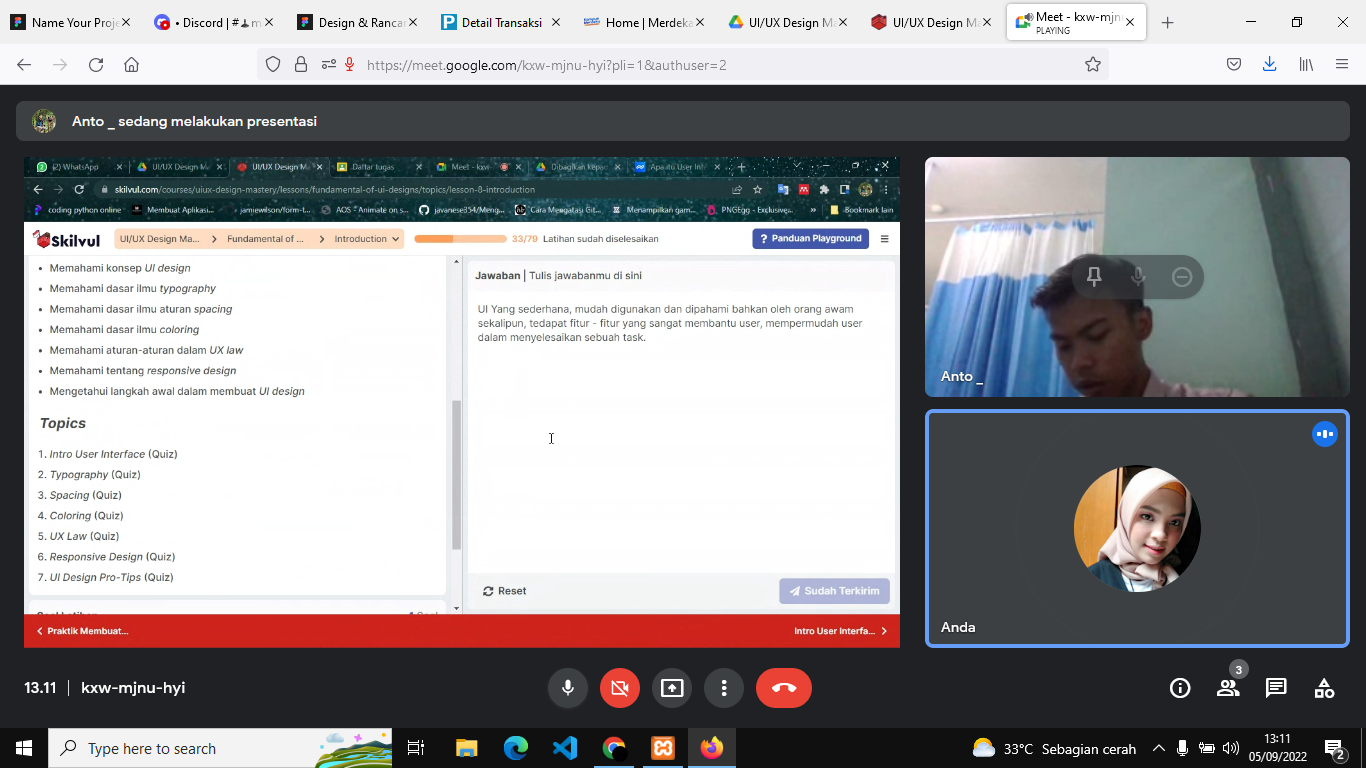 Name Your Proje
• Discord | #
Design & Rancar
Detail Transaksi
Home | Merdeka
UI/UX Design Ma
UI/UX Design Ma
Meet - kxw-mjnu
PLAYING
https://meet.google.com/kxw-mjnu-hyi?pli=1&authuser=2
Anto _ sedang melakukan presentasi
(2) WhatsApp
UI/UX Design M
UI/UX Design M
Daftar tugas
Meet - kxw
Dibagikan kepa
Apa itu User Int
skilvul.com/courses/uiux-design-mastery/lessons/fundamental-of-ui-designs/topics/lesson-8-introduction
coding python online
Membuat Aplikasi...
jamiewilson/form-t...
AOS - Animate on s...
javanese354/Meng...
Cara Mengatasi Git...
Menampilkan gam...
PNGEgg - Exclusive...
»
Bookmark lain
Skilvul
UI/UX Design Ma... > Fundamental of ... > Introduction
33/79 Latihan sudah diselesaikan
? Panduan Playground
• Memahami konsep UI design
• Memahami dasar ilmu typography
• Memahami dasar ilmu aturan spacing
• Memahami dasar ilmu coloring
• Memahami aturan-aturan dalam UX law
• Memahami tentang responsive design
• Mengetahui langkah awal dalam membuat UI design
Topics
1. Intro User Interface (Quiz)
2. Typography (Quiz)
3. Spacing (Quiz)
4. Coloring (Quiz)
5. UX Law (Quiz)
6. Responsive Design (Quiz)
7. UI Design Pro-Tips (Quiz)
Jawaban | Tulis jawabanmu di sini
UI Yang sederhana, mudah digunakan dan dipahami bahkan oleh orang awam
sekalipun, tedapat fitur - fitur yang sangat membantu user, mempermudah user
dalam menyelesaikan sebuah task.
Reset
Sudah Terkirim
Praktik Membuat...
Intro User Interfa...
Anto _
Anda
13.11 | kxw-mjnu-hyi
3
Type here to search
33°C Sebagian cerah
13:11
05/09/2022
2